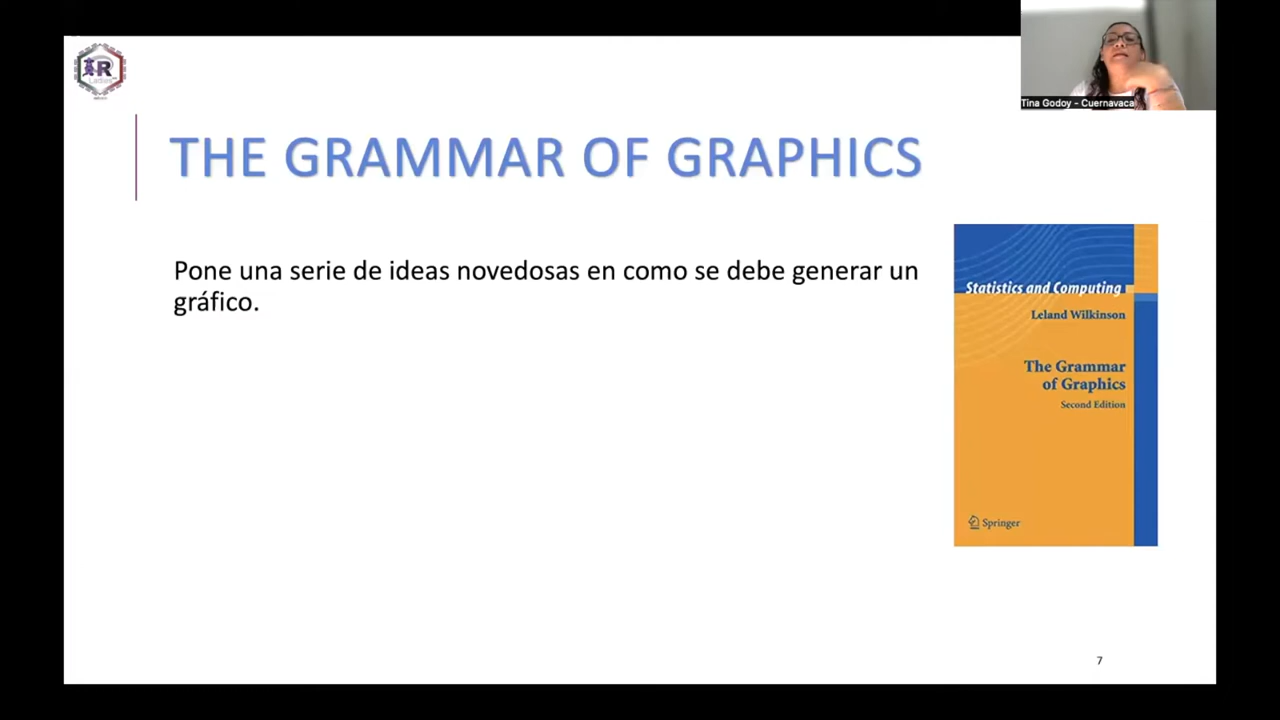 R
Ladies
Tina Godoy - Cuernavaca
THE GRAMMAR OF GRAPHICS
Pone una serie de ideas novedosas en como se debe generar un
gráfico.
Statistics and Computing
Leland Wilkinson
The Grammar
of Graphics
Second Edition
Springer
7